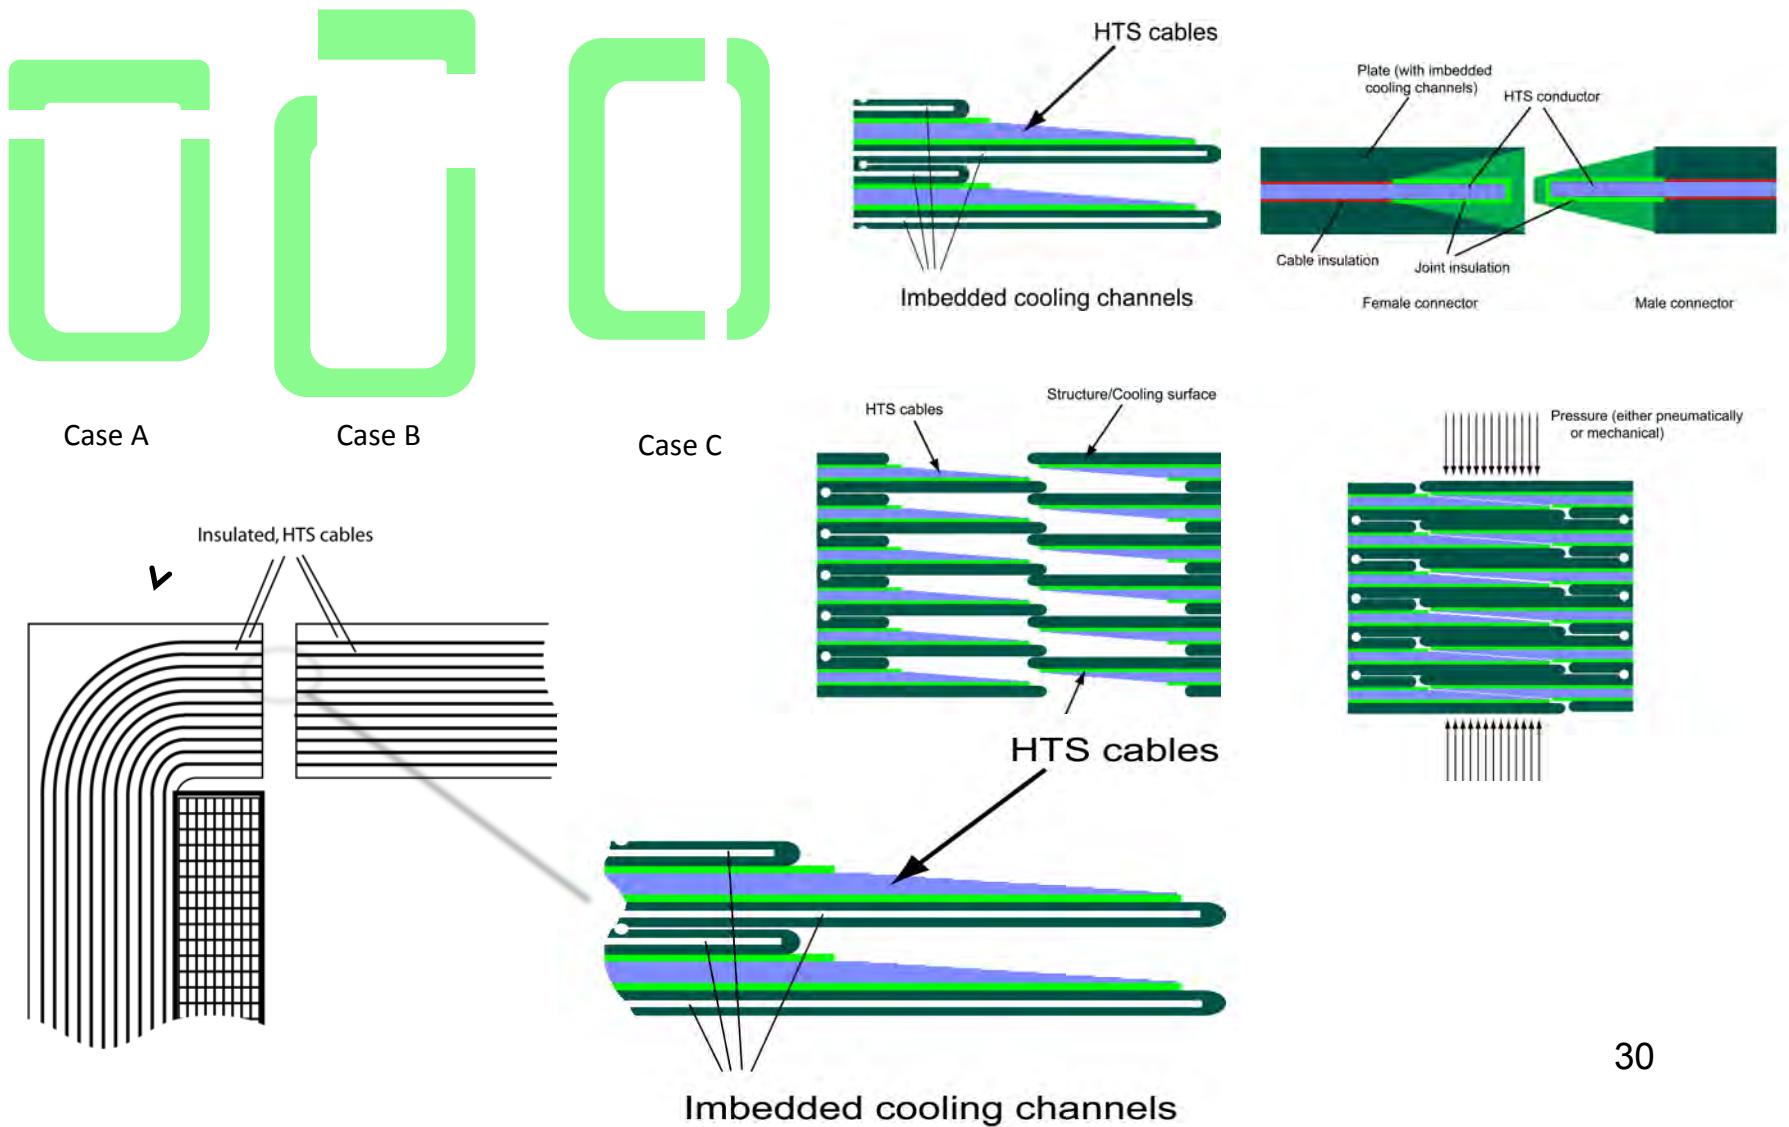 HTS cables
Imbedded cooling channels
Plate (with imbedded
cooling channels)
HTS conductor
Cable insulation
Joint insulation
Female connector
Male connector
Case A
Case B
Case C
HTS cables
Structure/Cooling surface
HTS cables
Pressure (either pneumatically
or mechanical)
Insulated, HTS cables
HTS cables
Imbedded cooling channels
30